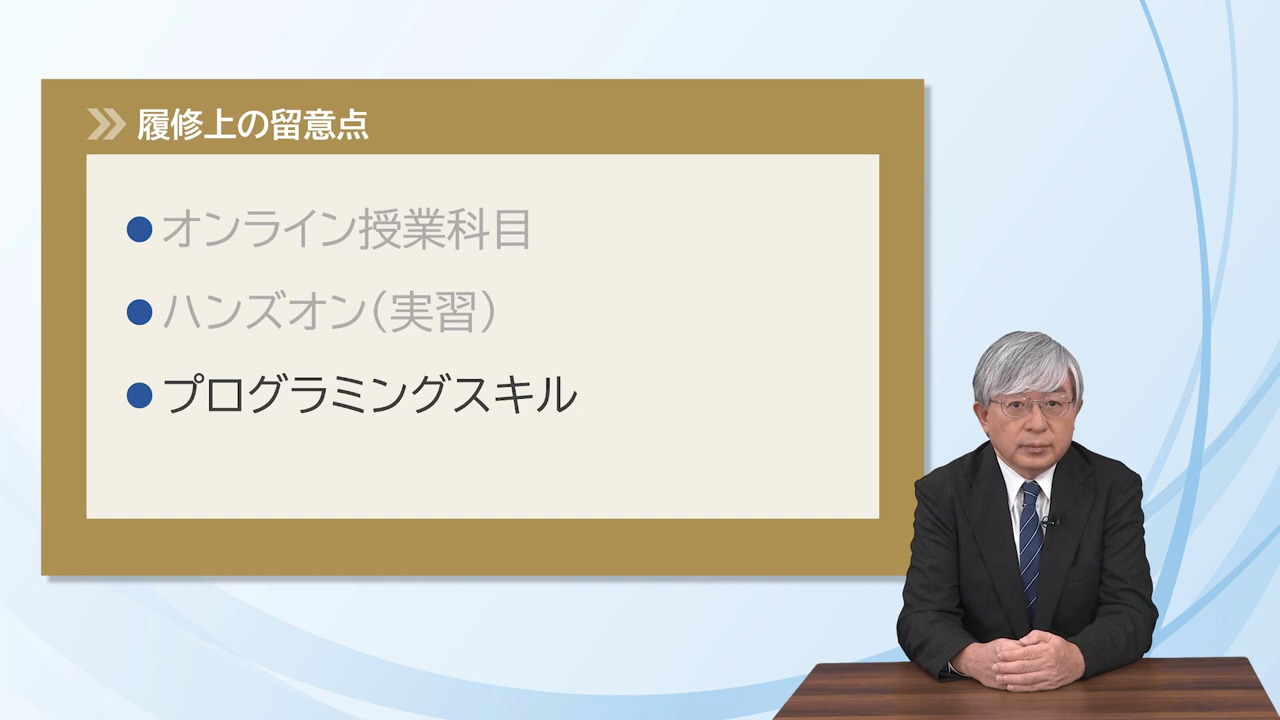 履修上の留意点
●オンライン授業科目
●ハンズオン(実習)
●プログラミングスキル